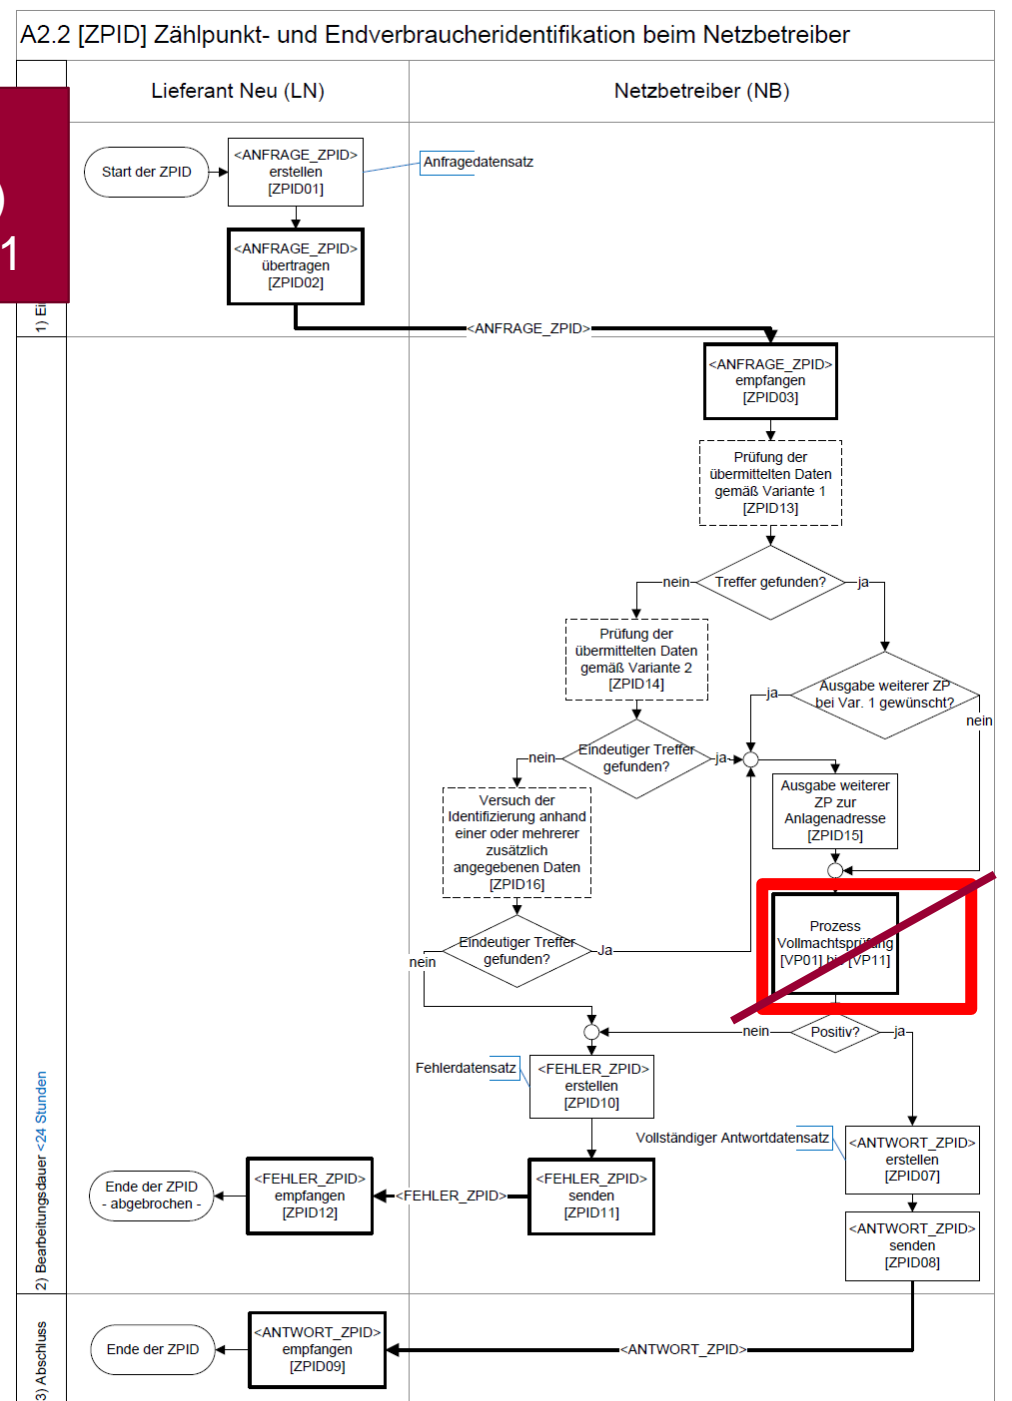 A2.2 [ZPID] Zählpunkt- und Endverbraucheridentifikation beim Netzbetreiber
Lieferant Neu (LN)
Netzbetreiber (NB)
Start der ZPID
<ANFRAGE_ZPID>
erstellen
[ZPID01]
Anfragedatensatz
1
<ANFRAGE_ZPID>
übertragen
[ZPID02]
1)
<ANFRAGE_ZPID>
<ANFRAGE_ZPID>
empfangen
[ZPID03]
Prüfung der
übermittelten Daten
gemäß Variante 1
[ZPID13]
nein
Treffer gefunden?
ja
Prüfung der
übermittelten Daten
gemäß Variante 2
[ZPID14]
ja
Ausgabe weiterer ZP
bei Var. 1 gewünscht?
nein
nein
Eindeutiger Treffer
gefunden?
ja
Ausgabe weiterer
ZP zur
Anlagenadresse
[ZPID15]
Versuch der
Identifizierung anhand
einer oder mehrerer
zusätzlich
angegebenen Daten
[ZPID16]
nein
Eindeutiger Treffer
gefunden?
Ja
Prozess
Vollmachtsprüfung
[VP01] bis [VP11]
nein
Positiv?
ja
Fehlerdatensatz
<FEHLER_ZPID>
erstellen
[ZPID10]
Vollständiger Antwortdatensatz
<ANTWORT_ZPID>
erstellen
[ZPID07]
2) Bearbeitungsdauer <24 Stunden
Ende der ZPID
- abgebrochen -
<FEHLER_ZPID>
empfangen
[ZPID12]
<FEHLER_ZPID>
<FEHLER_ZPID>
senden
[ZPID11]
<ANTWORT_ZPID>
senden
[ZPID08]
3) Abschluss
Ende der ZPID
<ANTWORT_ZPID>
empfangen
[ZPID09]
<ANTWORT_ZPID>